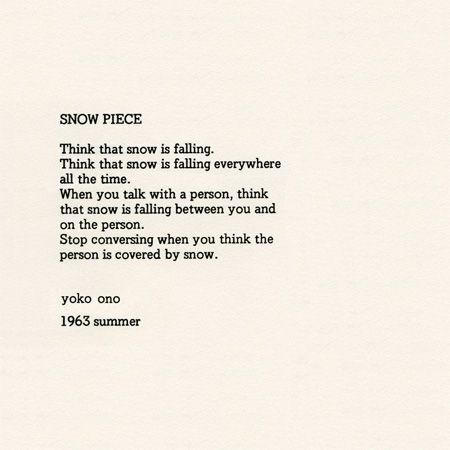 SNOW PIECE
Think that snow is falling.
Think that snow is falling everywhere
all the time.
When you talk with a person, think
that snow is falling between you and
on the person.
Stop conversing when you think the
person is covered by snow.
yoko ono
1963 summer